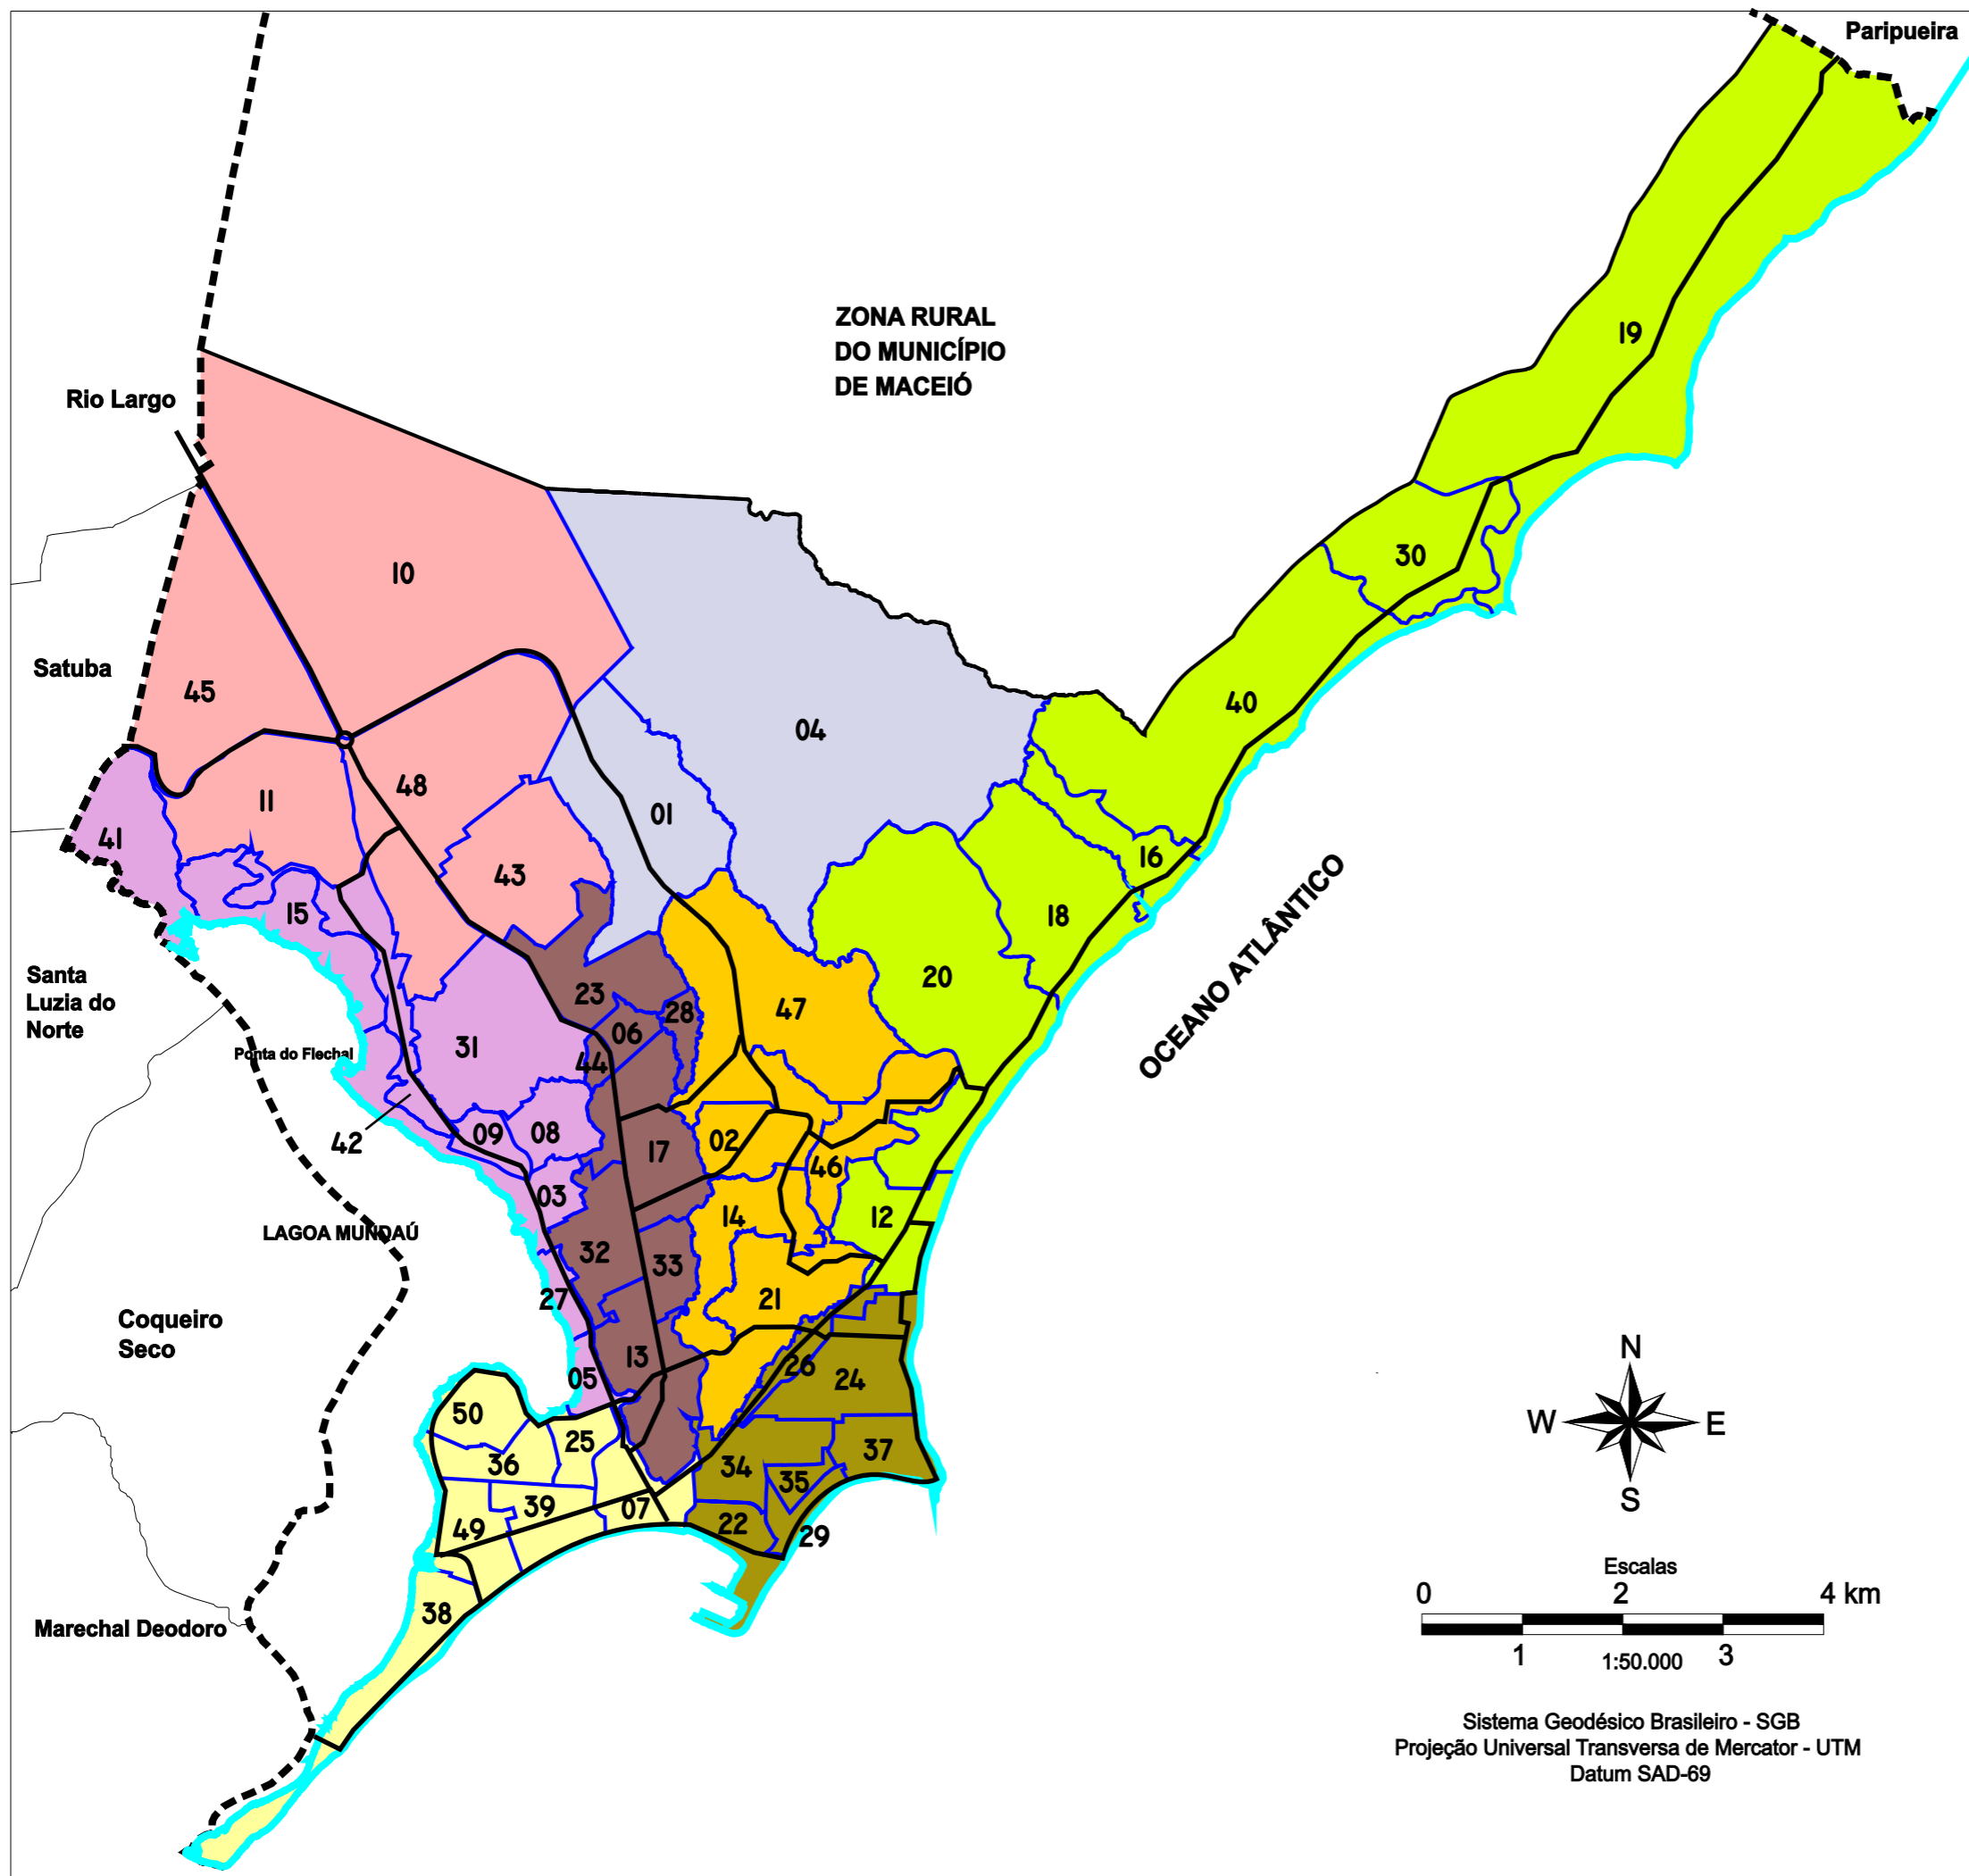 Paripueira
ZONA RURAL
DO MUNICÍPIO
DE MACEIÓ
19
Rio Largo
30
10
Satuba
45
40
04
48
11
01
41
43
16
15
18
OCEANO ATLÂNTICO
20
Santa
Luzia do
Norte
23
28
47
06
Ponta do Flechal
31
44
42
09
08
02
17
46
03
LAGOA MUNDAÚ
14
12
32
33
27
21
Coqueiro
Seco
13
26
05
24
N
W
E
S
50
25
36
34
37
35
39
07
49
22
29
38
Marechal Deodoro
Escalas
0 2 4 km
1 3
1:50.000
Sistema Geodésico Brasileiro - SGB
Projeção Universal Transversa de Mercator - UTM
Datum SAD-69